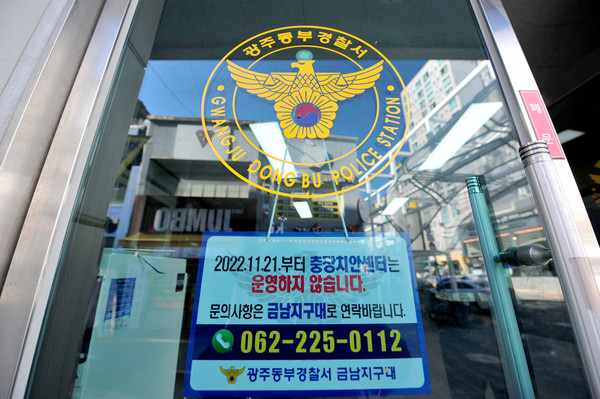 광주동부경찰서
· GWANGJU DONG BU POLICE STATION ·
폐문
JUMBO
2022.11.21.부터 충장치안센터는
운영하지 않습니다.
문의사항은 금남지구대로 연락바랍니다.
062-225-0112
광주동부경찰서 금남지구대